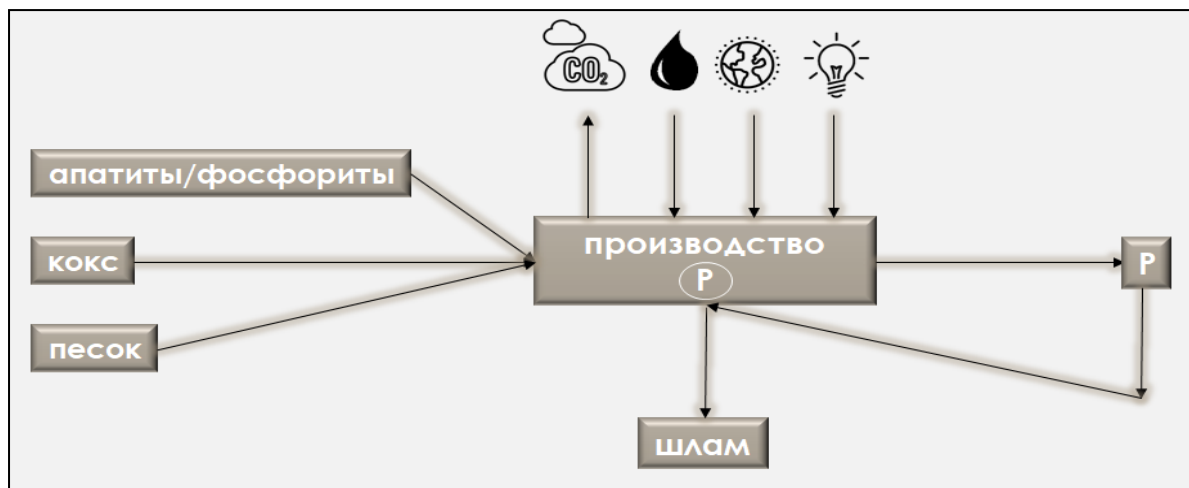 CO₂
апатиты/фосфориты
кокс
песок
производство
P
P
шлам